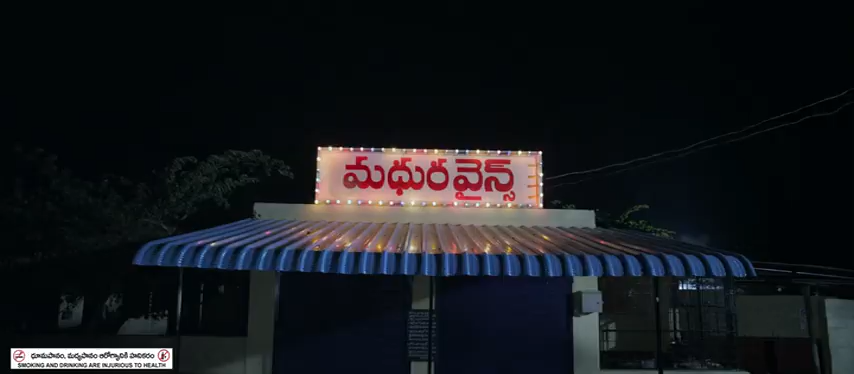 మధుర వైన్స్
ధూమపానం, మద్యపానం ఆరోగ్యానికి హానికరం
SMOKING AND DRINKING ARE INJURIOUS TO HEALTH